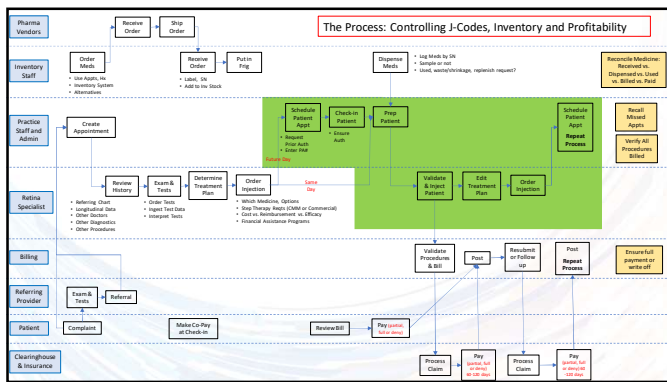 Pharma
Vendors
Receive
Order
Ship
Order
The Process: Controlling J-Codes, Inventory and Profitability
Inventory
Staff
Order
Meds
• Use Appts, Hx
• Inventory System
• Alternatives
Receive
Order
Put in
Frig
• Label, SN
• Add to Inv Stock
Dispense
Meds
• Log Meds by SN
• Sample or not
• Used, waste/shrinkage, replenish request?
Reconcile Medicine:
Received vs.
Dispensed vs. Used
vs. Billed vs. Paid
Practice
Staff and
Admin
Create
Appointment
Schedule
Patient
Appt
• Request
Prior Auth
• Enter PA#
Future Day
Check-in
Patient
• Ensure
Auth
Prep
Patient
Schedule
Patient
Appt
Repeat
Process
Recall
Missed
Appts
Verify All
Procedures
Billed
Retina
Specialist
Review
History
• Referring Chart
• Longitudinal Data
• Other Doctors
• Other Diagnostics
• Other Procedures
Exam &
Tests
• Order Tests
• Ingest Test Data
• Interpret Tests
Determine
Treatment
Plan
Order
Injection
• Which Medicine, Options
• Step Therapy Reqts (CMM or Commercial)
• Cost vs. Reimbursement vs. Efficacy
• Financial Assistance Programs
Same
Day
Validate
& Inject
Patient
Edit
Treatment
Plan
Order
Injection
Billing
Validate
Procedures
& Bill
Post
Resubmit
or Follow
up
Post
Repeat
Process
Ensure full
payment or
write off
Referring
Provider
Exam &
Tests
Referral
Patient
Complaint
Make Co-Pay
at Check-in
Review Bill
Pay (partial,
full or deny)
Clearinghouse
& Insurance
Process
Claim
Pay
(partial, full
or deny)
60-120 days
Process
Claim
Pay
(partial, full
or deny) 60
-120 days